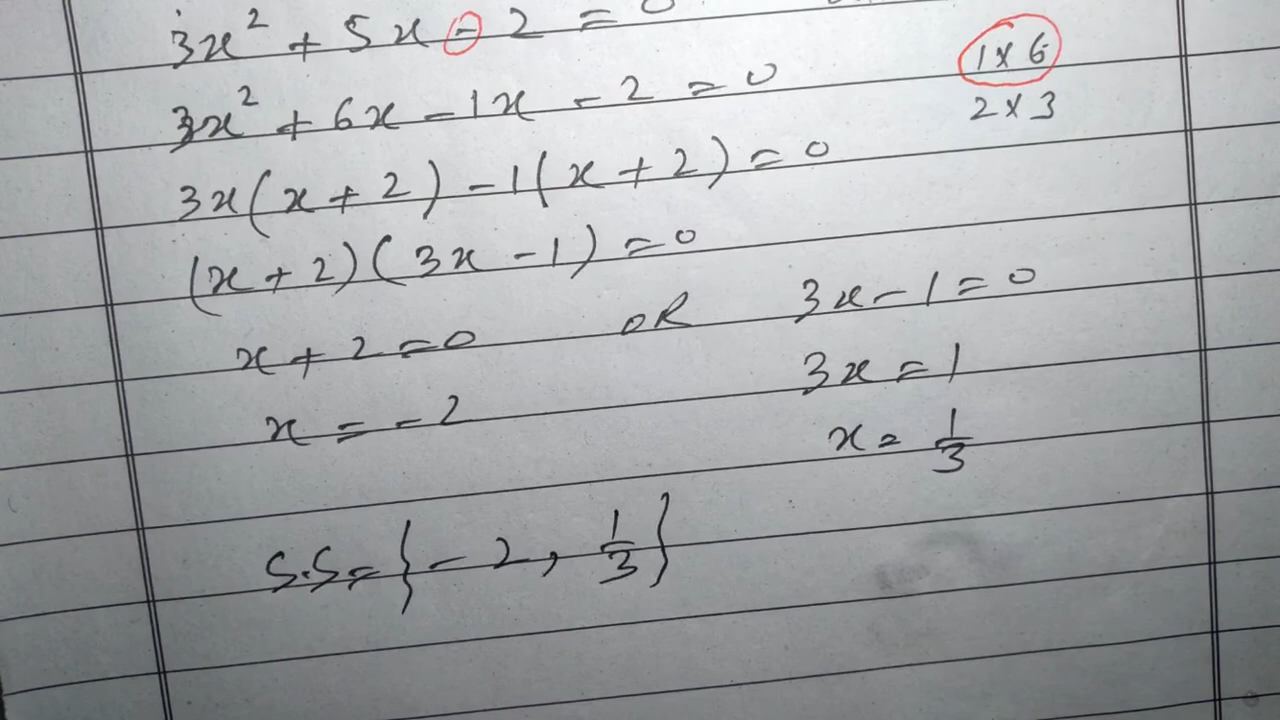 3x² + 5x - 2 = 0
1 x 6
3x² + 6x - 1x - 2 = 0
2 x 3
3x(x + 2) - 1(x + 2) = 0
(x + 2)(3x - 1) = 0
x + 2 = 0 OR 3x - 1 = 0
x = - 2 3x = 1
x = 1/3
S.S = {- 2, 1/3}